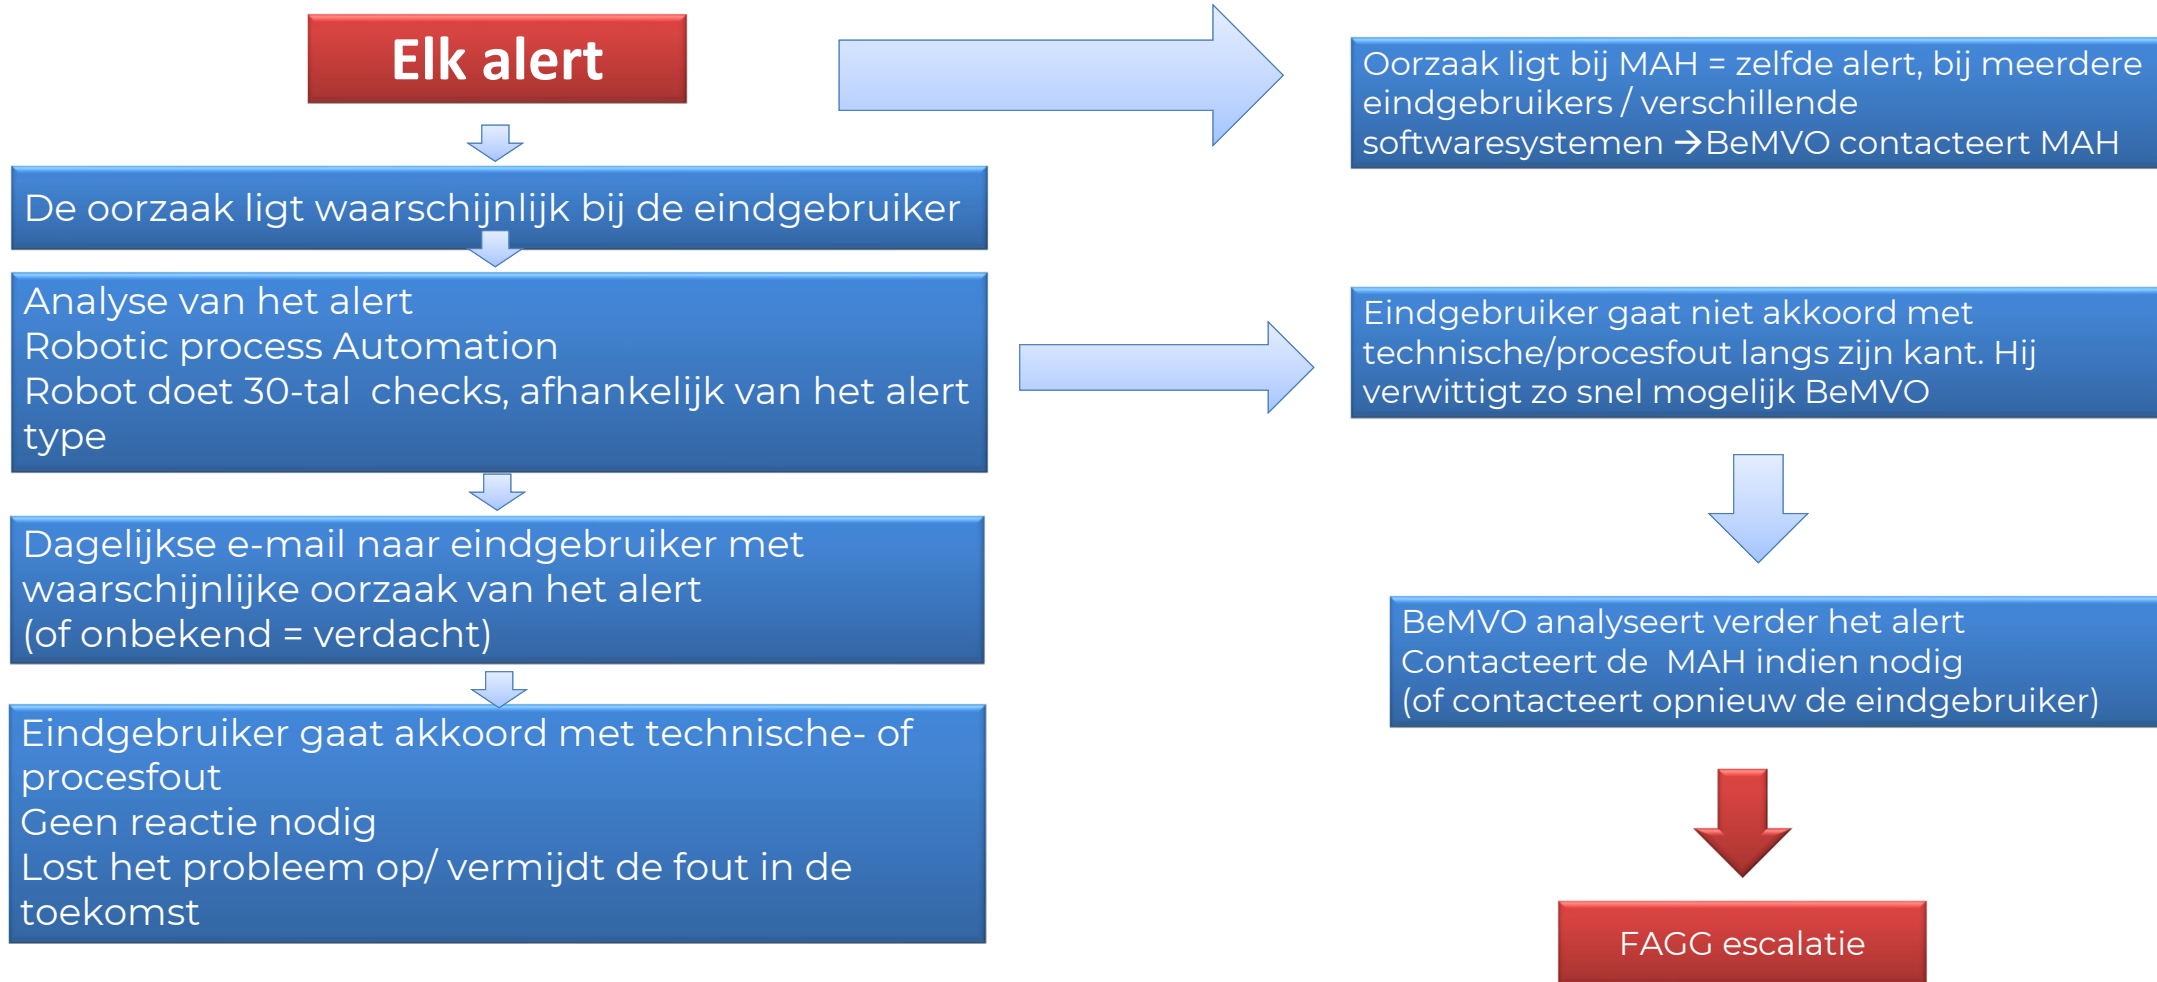 Elk alert
De oorzaak ligt waarschijnlijk bij de eindgebruiker
Analyse van het alert
Robotic process Automation
Robot doet 30-tal checks, afhankelijk van het alert
type
Dagelijkse e-mail naar eindgebruiker met
waarschijnlijke oorzaak van het alert
(of onbekend = verdacht)
Eindgebruiker gaat akkoord met technische- of
procesfout
Geen reactie nodig
Lost het probleem op/ vermijdt de fout in de
toekomst
Oorzaak ligt bij MAH = zelfde alert, bij meerdere
eindgebruikers / verschillende
softwaresystemen →BeMVO contacteert MAH
Eindgebruiker gaat niet akkoord met
technische/procesfout langs zijn kant. Hij
verwittigt zo snel mogelijk BeMVO
BeMVO analyseert verder het alert
Contacteert de MAH indien nodig
(of contacteert opnieuw de eindgebruiker)
FAGG escalatie